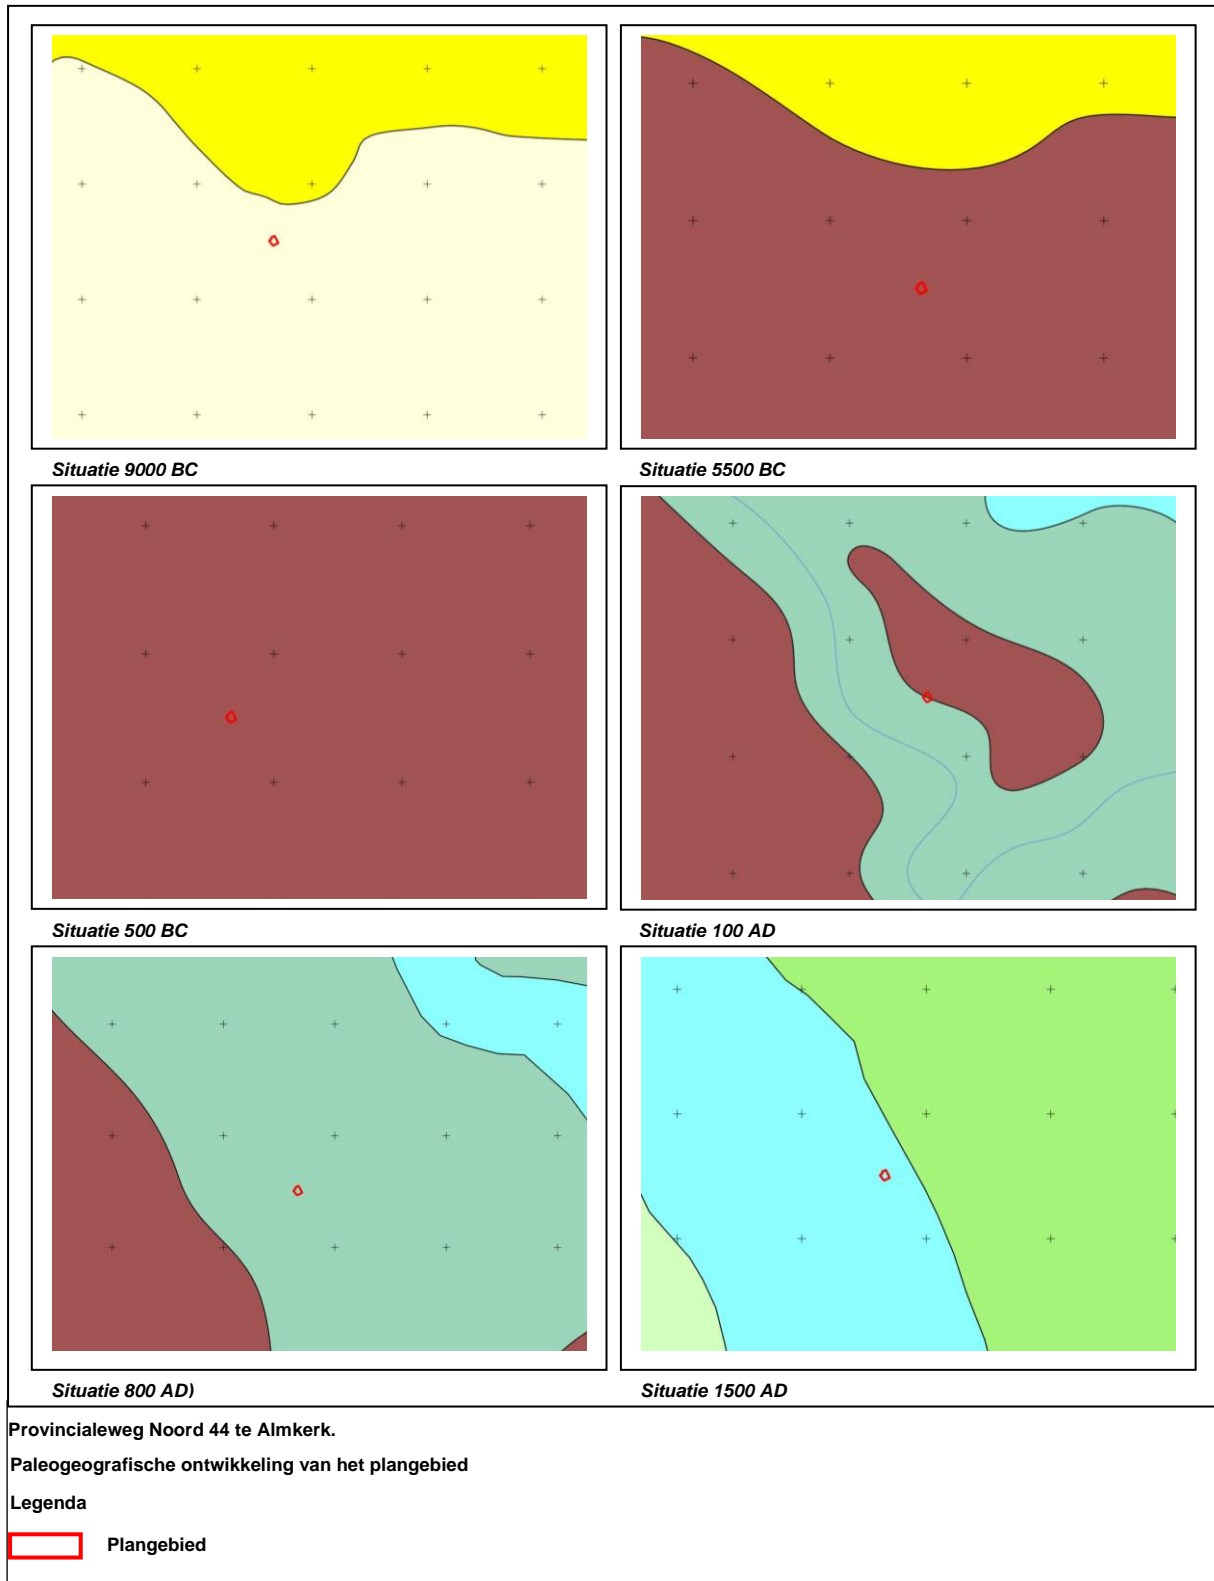 Situatie 9000 BC
Situatie 5500 BC
Situatie 500 BC
Situatie 100 AD
Situatie 800 AD)
Situatie 1500 AD
Provincialeweg Noord 44 te Almkerk.
Paleogeografische ontwikkeling van het plangebied
Legenda
Plangebied